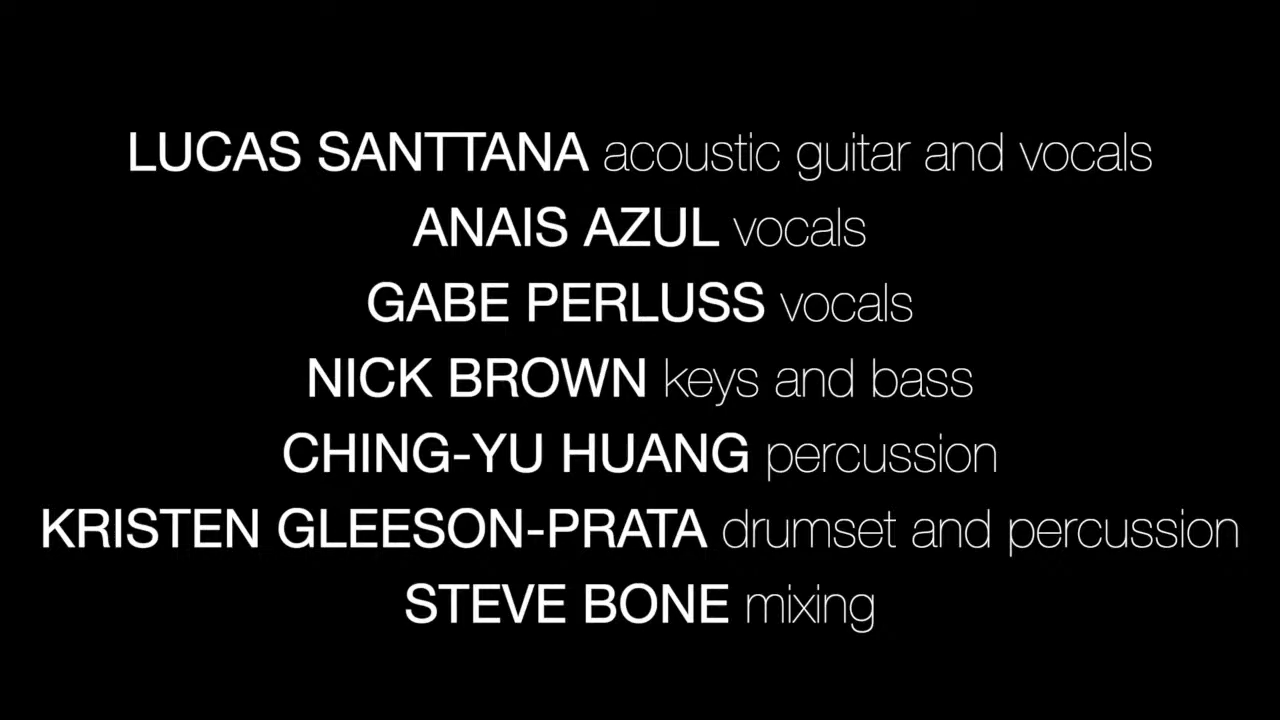 LUCAS SANTTANA acoustic guitar and vocals
ANAIS AZUL vocals
GABE PERLUSS vocals
NICK BROWN keys and bass
CHING-YU HUANG percussion
KRISTEN GLEESON-PRATA drumset and percussion
STEVE BONE mixing